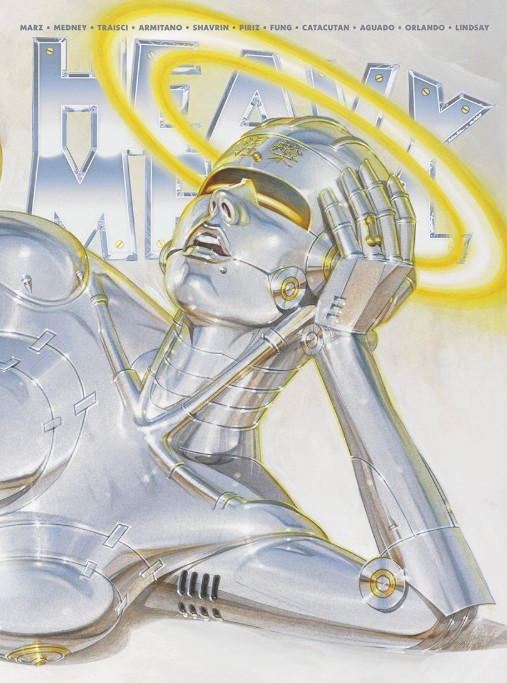 MARZ • MEDNEY • TRAISCI • ARMITANO • SHAVRIN • PIRIZ • FUNG • CATACUTAN • AGUADO • ORLANDO • LINDSAY
HEAVY
METAL